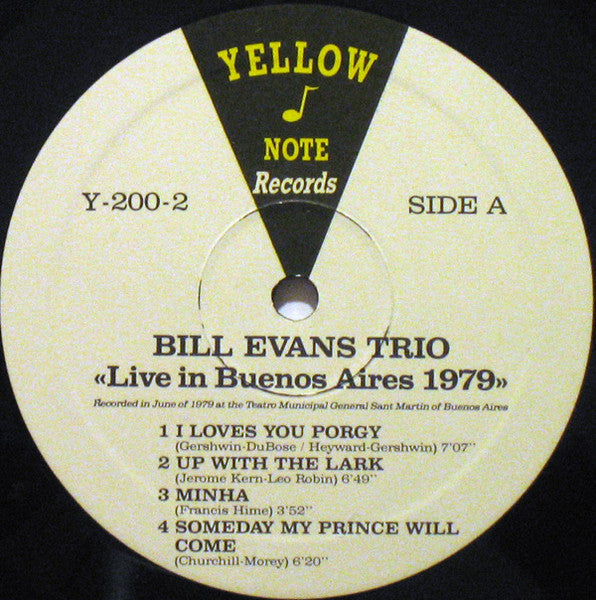 YELLOW
NOTE
Records
Y-200-2
SIDE A
BILL EVANS TRIO
«Live in Buenos Aires 1979»
Recorded in June of 1979 at the Teatro Municipal General Sant Martin of Buenos Aires
1 I LOVES YOU PORGY
(Gershwin-DuBose / Heyward-Gershwin) 7'07''
2 UP WITH THE LARK
(Jerome Kern-Leo Robin) 6'49''
3 MINHA
(Francis Hime) 3'52''
4 SOMEDAY MY PRINCE WILL
COME
(Churchill-Morey) 6'20''